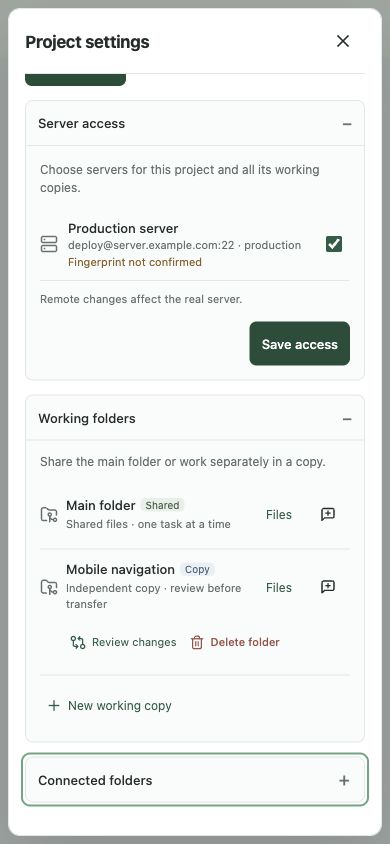 Project settings
Server access
Choose servers for this project and all its working
copies.
Production server
deploy@server.example.com:22 · production
Fingerprint not confirmed
Remote changes affect the real server.
Save access
Working folders
Share the main folder or work separately in a copy.
Main folder Shared
Shared files · one task at a time
Files
Mobile navigation Copy
Independent copy · review before
transfer
Files
Review changes Delete folder
New working copy
Connected folders